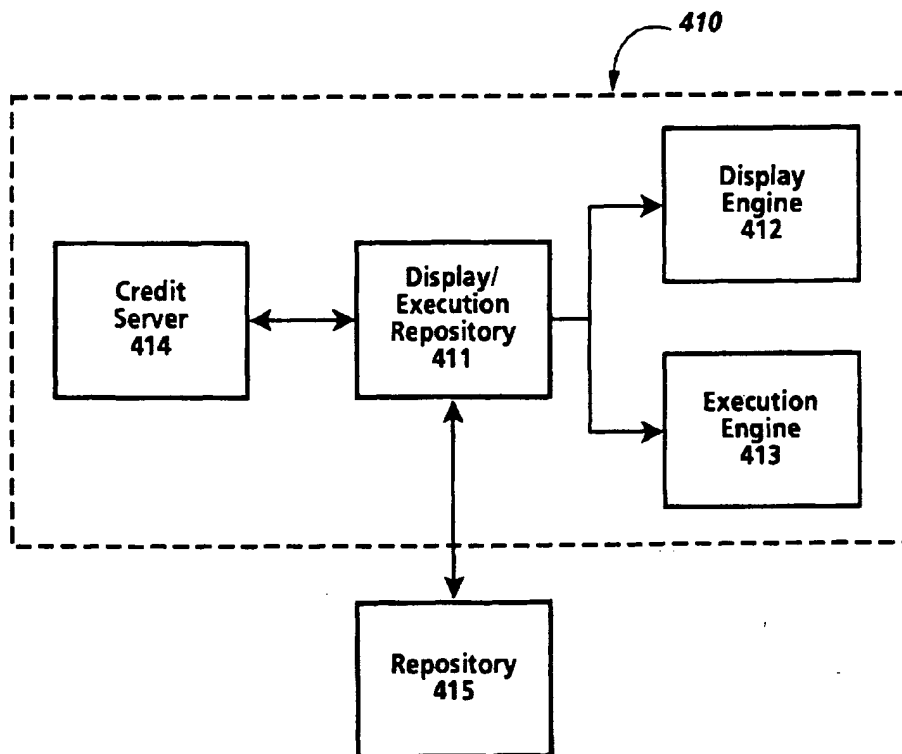 410
Display
Engine
412
Credit
Server
414
Display/
Execution
Repository
411
Execution
Engine
413
Repository
415